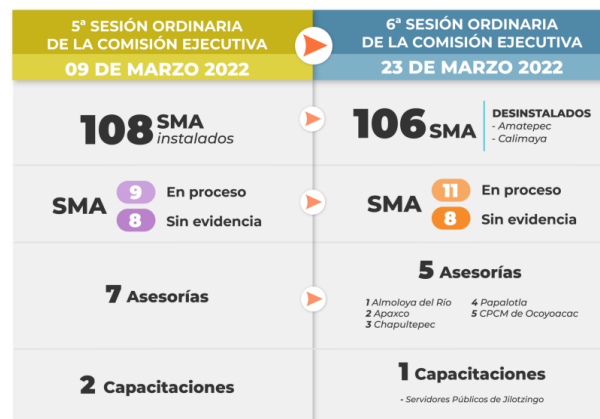 5ª SESIÓN ORDINARIA
DE LA COMISIÓN EJECUTIVA
09 DE MARZO 2022
6ª SESIÓN ORDINARIA
DE LA COMISIÓN EJECUTIVA
23 DE MARZO 2022
108 SMA
instalados
106 SMA
DESINSTALADOS
- Amatepec
- Calimaya
SMA
9 En proceso
8 Sin evidencia
SMA
11 En proceso
8 Sin evidencia
7 Asesorías
5 Asesorías
1 Almoloya del Río
2 Apaxco
3 Chapultepec
4 Papalotla
5 CPCM de Ocoyoacac
2 Capacitaciones
1 Capacitaciones
- Servidores Públicos de Jilotzingo